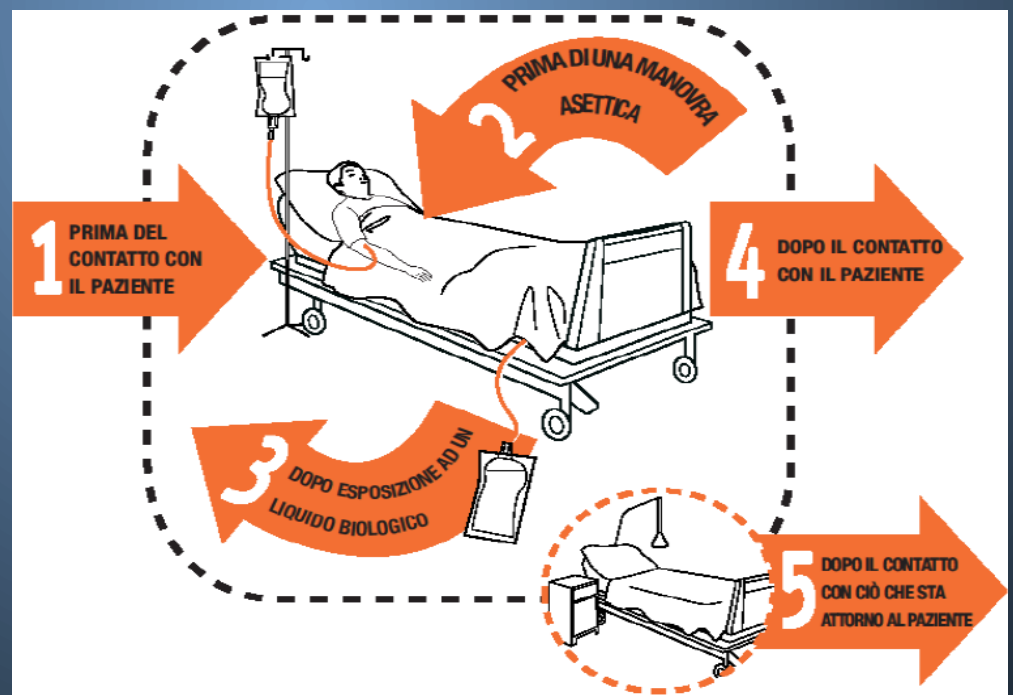 1
PRIMA DEL
CONTATTO CON
IL PAZIENTE
2
PRIMA DI UNA MANOVRA
ASETTICA
3
DOPO ESPOSIZIONE AD UN
LIQUIDO BIOLOGICO
4
DOPO IL CONTATTO
CON IL PAZIENTE
5
DOPO IL CONTATTO
CON CIÒ CHE STA
ATTORNO AL PAZIENTE